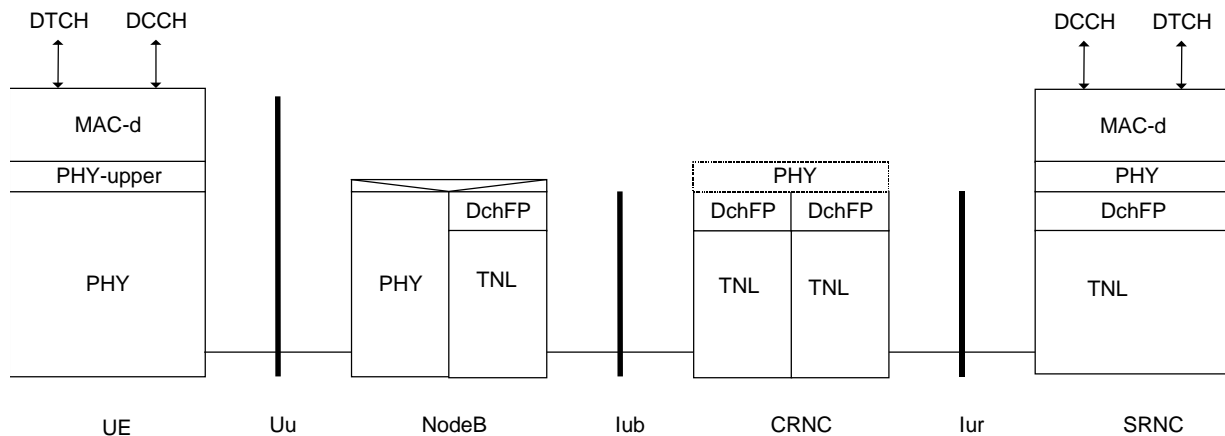 DTCH DCCH DCCH DTCH
MAC-d MAC-d
PHY-upper PHY PHY
DchFP DchFP DchFP DchFP
PHY PHY TNL TNL TNL TNL
UE Uu NodeB Iub CRNC Iur SRNC